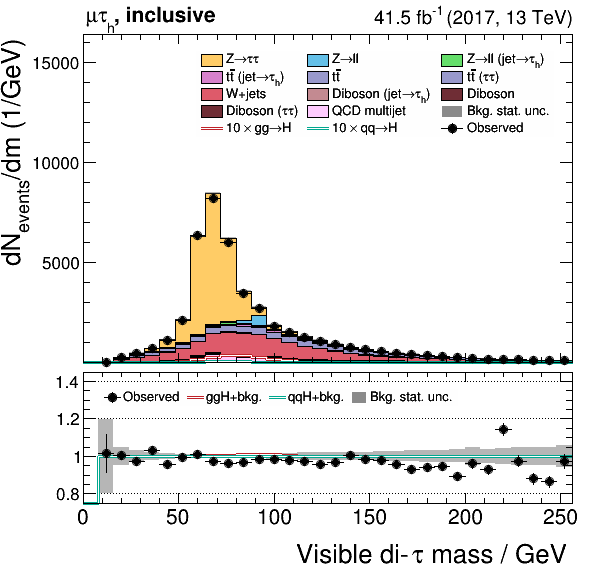 μτh, inclusive 41.5 fb-1 (2017, 13 TeV)
dNevents/dm (1/GeV)
15000
10000
5000
Z→ττ Z→ll Z→ll (jet→τh)
tt̄ (jet→τh) tt̄ tt̄ (ττ)
W+jets Diboson (jet→τh) Diboson
Diboson (ττ) QCD multijet Bkg. stat. unc.
10 × gg→H 10 × qq→H Observed
1.4
1.2
1
0.8
Observed ggH+bkg. qqH+bkg. Bkg. stat. unc.
0 50 100 150 200 250
Visible di-τ mass / GeV